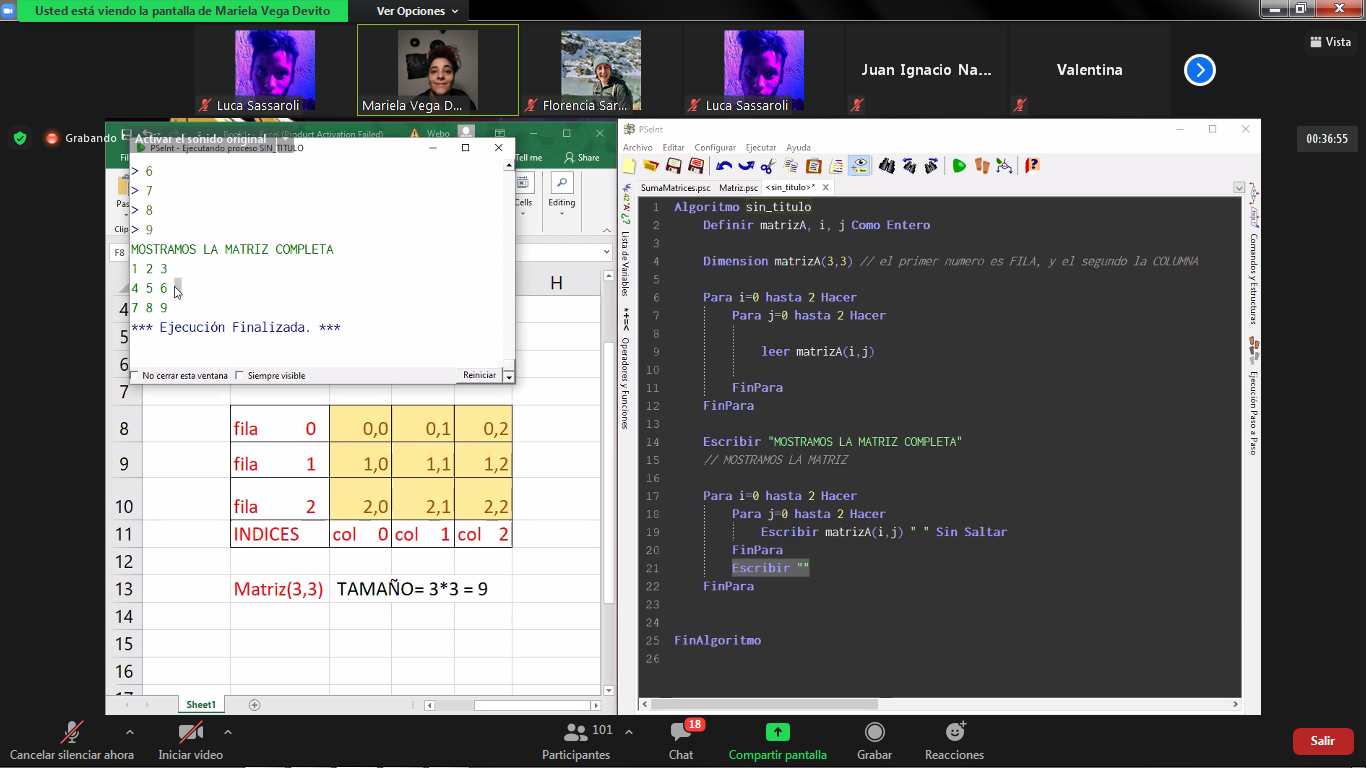 Usted está viendo la pantalla de Mariela Vega Devito
Ver Opciones
Vista
Luca Sassaroli
Mariela Vega D...
Florencia Sar...
Luca Sassaroli
Juan Ignacio Na...
Valentina
Grabando
Activar el sonido original
36:55
Excel (Product Activation Failed)
Webo
Tell me
Share
Cells
Editing
F8
H
PSeInt - Ejecutando proceso SIN_TITULO
> 6
> 7
> 8
> 9
MOSTRAMOS LA MATRIZ COMPLETA
1 2 3
4 5 6
7 8 9
*** Ejecución Finalizada. ***
No cerrar esta ventana
Siempre visible
Reiniciar
4
5
6
7
8 fila 0 0,0 0,1 0,2
9 fila 1 1,0 1,1 1,2
10 fila 2 2,0 2,1 2,2
11 INDICES col 0 col 1 col 2
12
13 Matriz(3,3) TAMAÑO= 3*3 = 9
14
15
16
17
Sheet1
PSeInt
Archivo Editar Configurar Ejecutar Ayuda
SumaMatrices.psc Matriz.psc <sin_titulo>*
Lista de Variables
Operadores y Funciones
1 Algoritmo sin_titulo
2 Definir matrizA, i, j Como Entero
3
4 Dimension matrizA(3,3) // el primer numero es FILA, y el segundo la COLUMNA
5
6 Para i=0 hasta 2 Hacer
7 Para j=0 hasta 2 Hacer
8
9 leer matrizA(i,j)
10
11 FinPara
12 FinPara
13
14 Escribir "MOSTRAMOS LA MATRIZ COMPLETA"
15 // MOSTRAMOS LA MATRIZ
16
17 Para i=0 hasta 2 Hacer
18 Para j=0 hasta 2 Hacer
19 Escribir matrizA(i,j) " " Sin Saltar
20 FinPara
21 Escribir ""
22 FinPara
23
24
25 FinAlgoritmo
26
Comandos y Estructuras
Ejecución Paso a Paso
Cancelar silenciar ahora
Iniciar video
101
Participantes
18
Chat
Compartir pantalla
Grabar
Reacciones
Salir